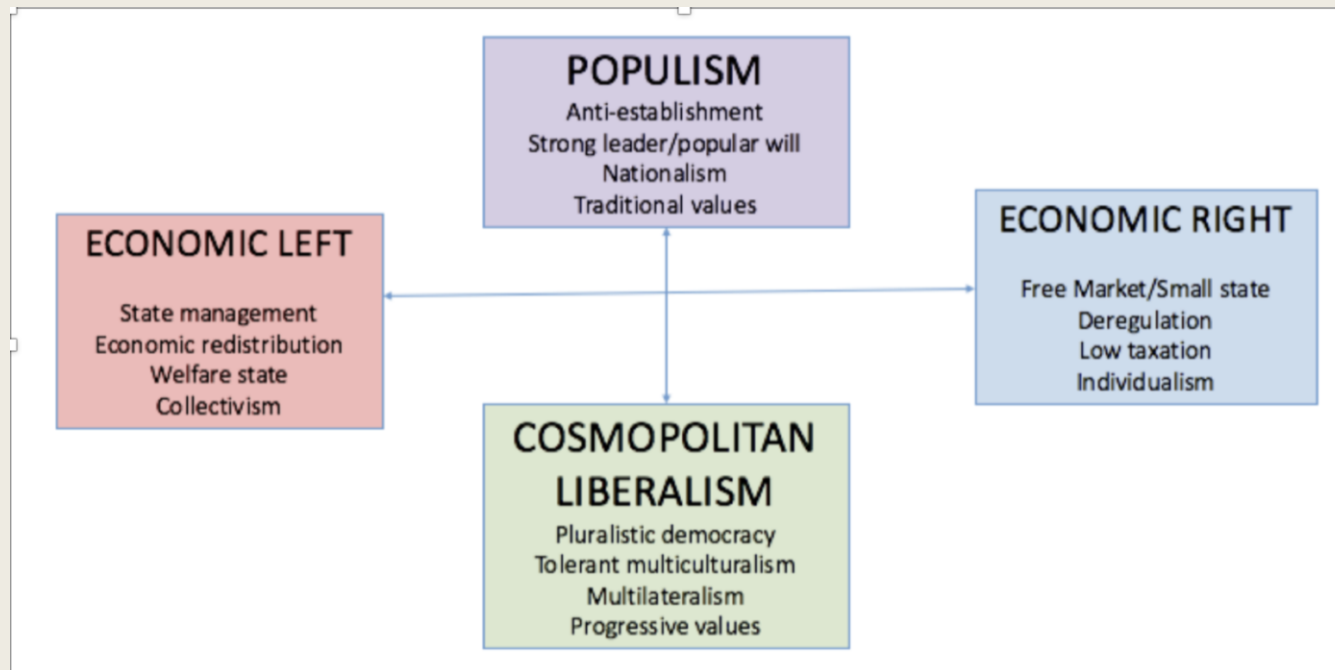 POPULISM
Anti-establishment
Strong leader/popular will
Nationalism
Traditional values
ECONOMIC LEFT
State management
Economic redistribution
Welfare state
Collectivism
ECONOMIC RIGHT
Free Market/Small state
Deregulation
Low taxation
Individualism
COSMOPOLITAN
LIBERALISM
Pluralistic democracy
Tolerant multiculturalism
Multilateralism
Progressive values